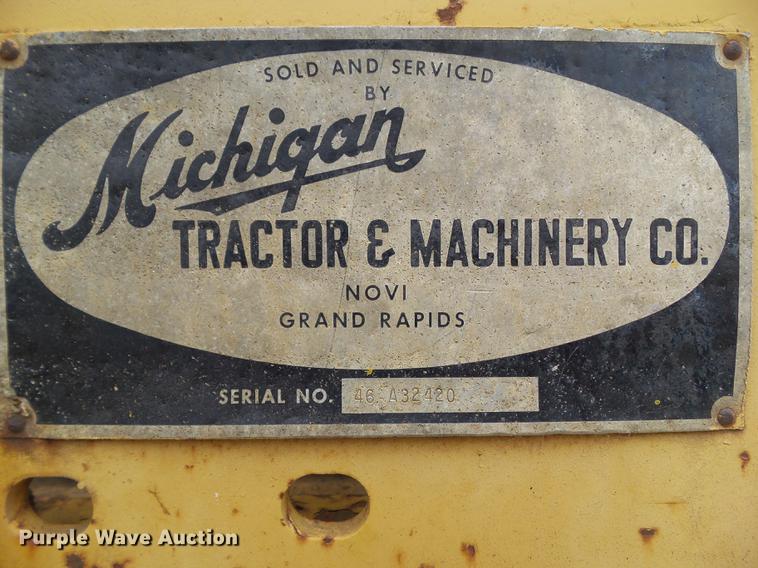 SOLD AND SERVICED
BY
Michigan
TRACTOR & MACHINERY CO.
NOVI
GRAND RAPIDS
SERIAL NO. 46-A32420
Purple Wave Auction